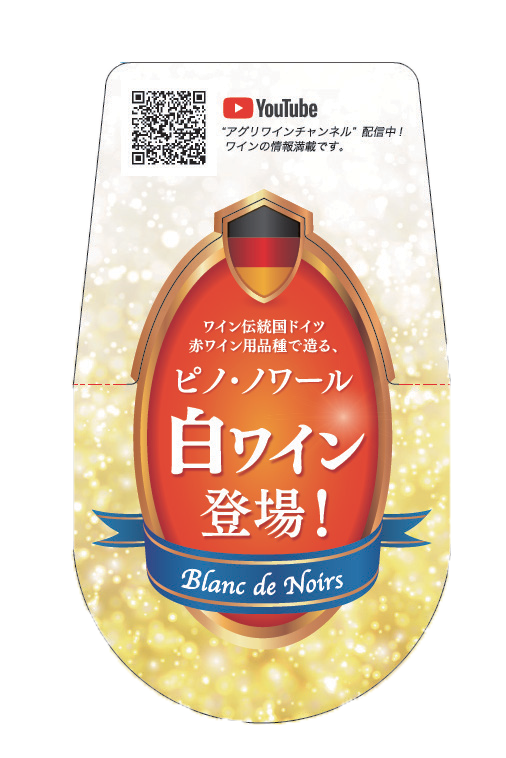 YouTube
“アグリワインチャンネル” 配信中！
ワインの情報満載です。
ワイン伝統国ドイツ
赤ワイン用品種で造る、
ピノ・ノワール
白ワイン
登場！
Blanc de Noirs